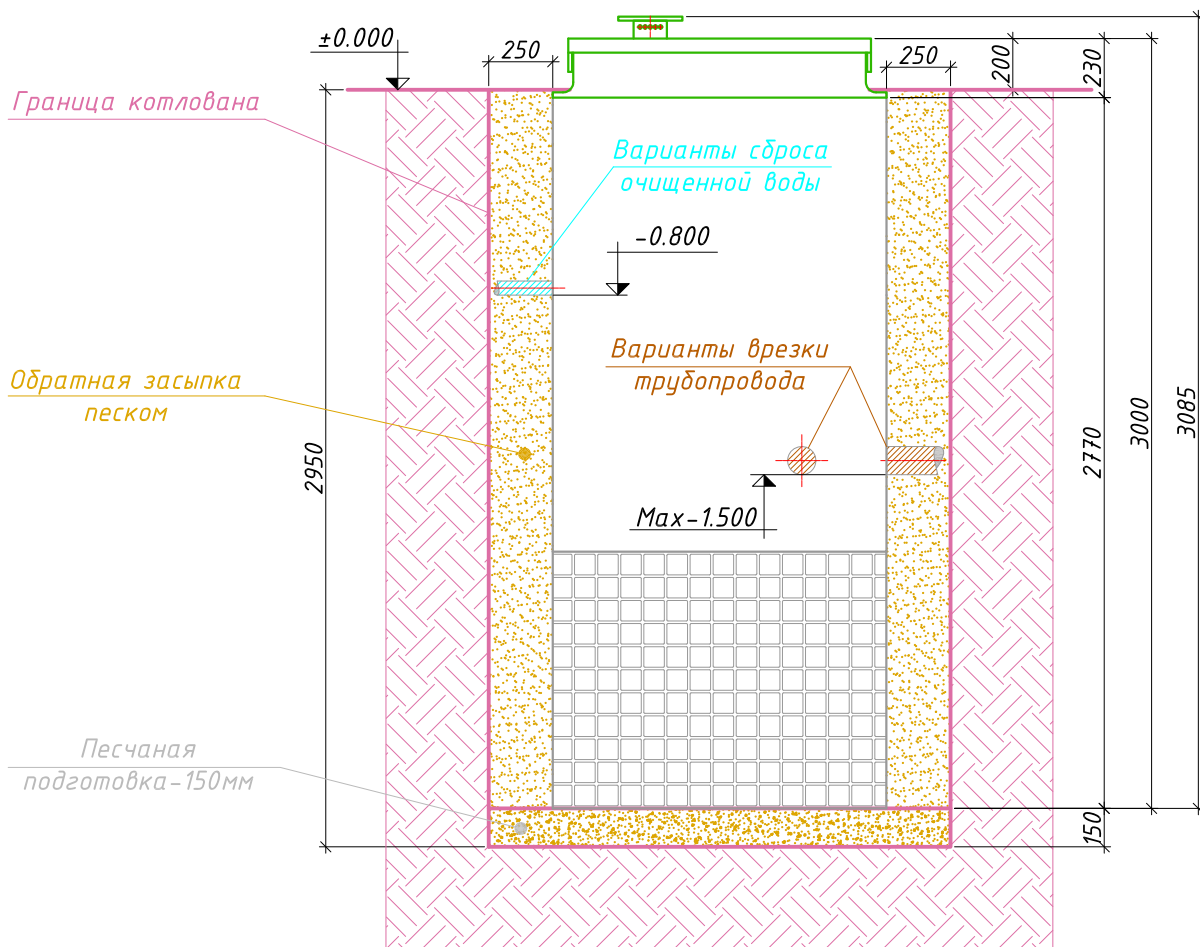 ±0.000
250
250
200
230
Граница котлована
Варианты сброса
очищенной воды
-0.800
Варианты врезки
трубопровода
Обратная засыпка
песком
2950
2770
3000
3085
Max-1.500
Песчаная
подготовка-150мм
150